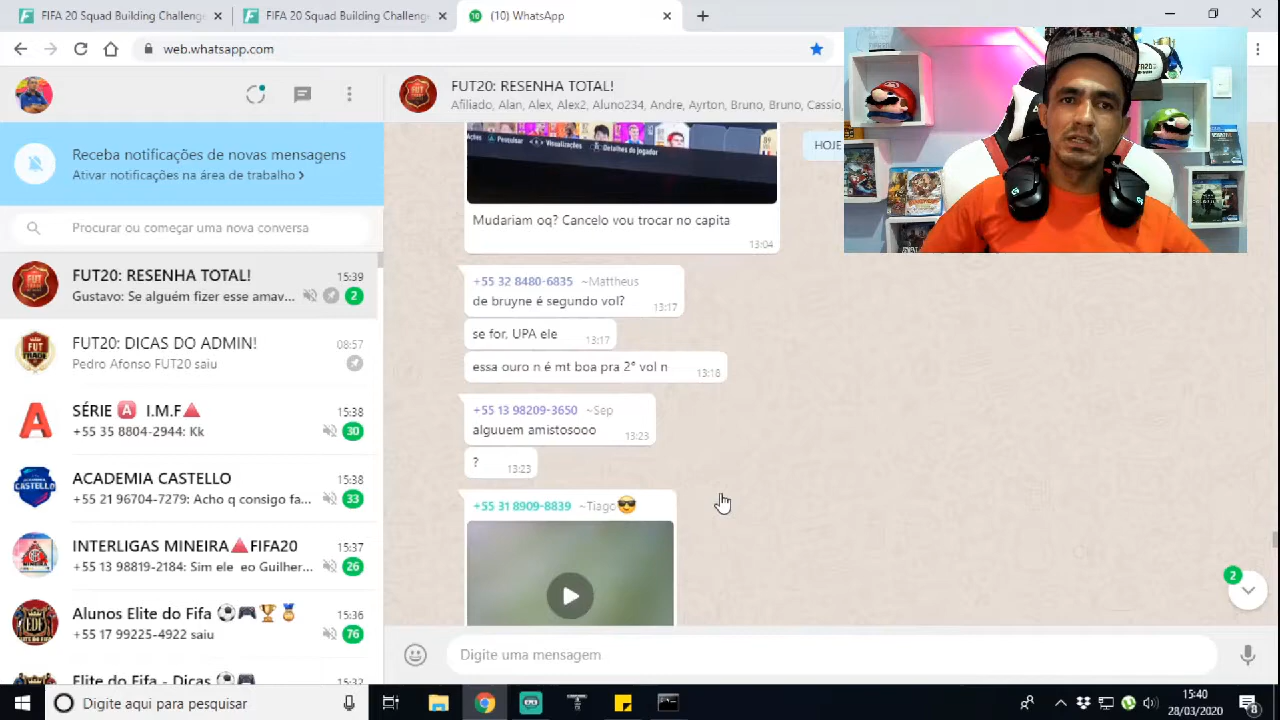 FIFA 20 Squad Building Challeng
FIFA 20 Squad Building Challeng
(10) WhatsApp
web.whatsapp.com
FUT20: RESENHA TOTAL!
Afiliado, Alan, Alex, Alex2, Aluno234, Andre, Ayrton, Bruno, Bruno, Cassio,
Receba notificações de novas mensagens
Ativar notificações na área de trabalho >
Procurar ou começar uma nova conversa
FUT20: RESENHA TOTAL! 15:39
Gustavo: Se alguém fizer esse amav... 2
FUT20: DICAS DO ADMIN! 08:57
Pedro Afonso FUT20 saiu
SÉRIE A I.M.F 15:38
+55 35 8804-2944: Kk 30
ACADEMIA CASTELLO 15:38
+55 21 96704-7279: Acho q consigo fa... 33
INTERLIGAS MINEIRA FIFA20 15:37
+55 13 98819-2184: Sim ele eo Guilher... 26
Alunos Elite do Fifa 15:36
+55 17 99225-4922 saiu 76
Elite do Fifa - Dicas 15:32
HOJE
Pesquisar Visualizações Detalhes do jogador
Mudariam oq? Cancelo vou trocar no capita
13:04
+55 32 8480-6835 ~Mattheus
de bruyne é segundo vol? 13:17
se for, UPA ele 13:17
essa ouro n é mt boa pra 2° vol n 13:18
+55 13 98209-3650 ~Sep
alguuem amistosooo 13:23
? 13:23
+55 31 8909-8839 ~Tiago
2
Digite uma mensagem
Digite aqui para pesquisar
15:40
28/03/2020
8